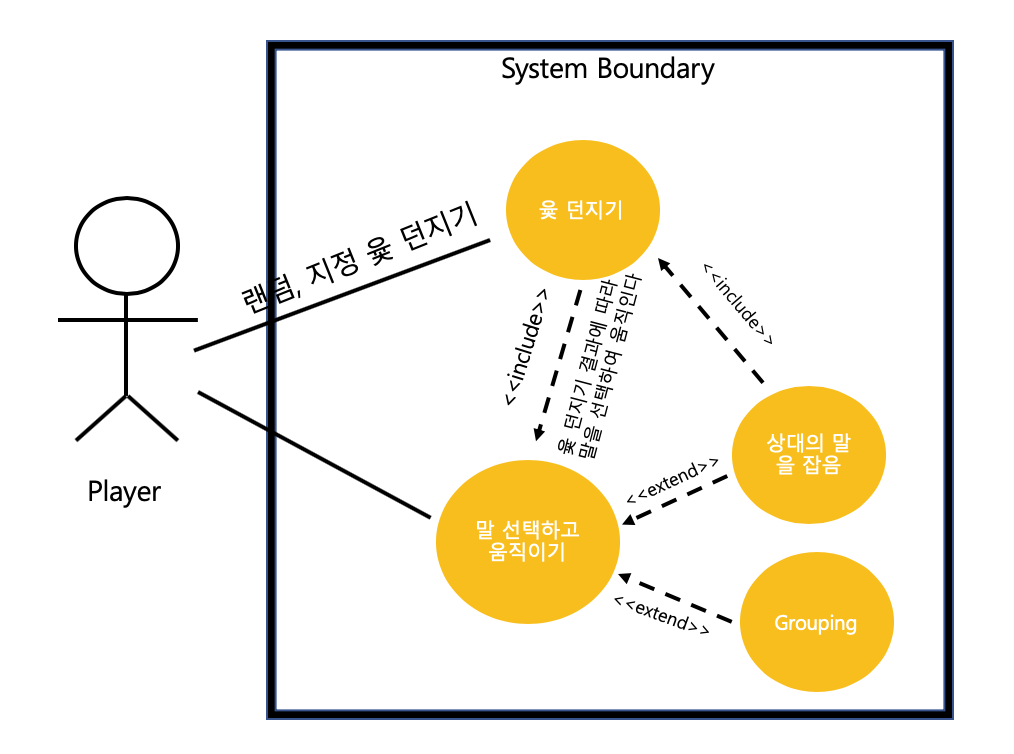 System Boundary
윷 던지기
랜덤, 지정 윷 던지기
<<include>>
<<include>>
윷 던지기 결과에 따라
말을 선택하여 움직인다
상대의 말
을 잡음
<<extend>>
Player
말 선택하고
움직이기
<<extend>>
Grouping